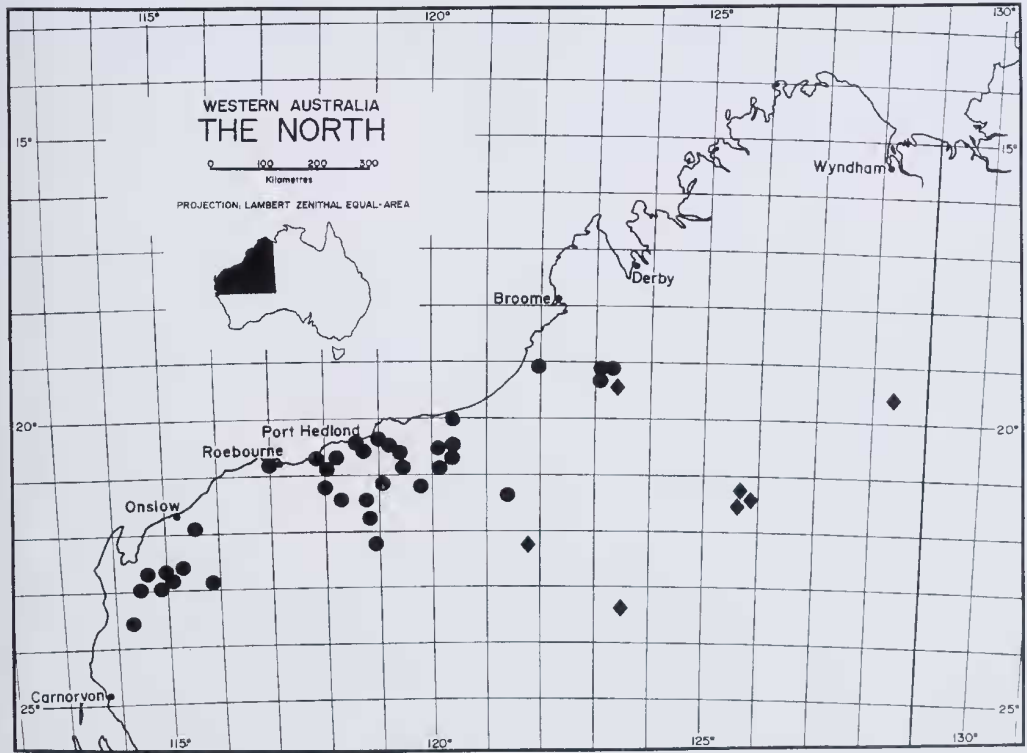 115° 120° 125° 130°
WESTERN AUSTRALIA
THE NORTH
15° 15°
0 100 200 300
Kilometres
Wyndham
PROJECTION: LAMBERT ZENITHAL EQUAL-AREA
Derby
Broome
20° 20°
Port Hedlond
Roebourne
Onslow
Carnorvon
25° 25°
115° 120° 125° 130°